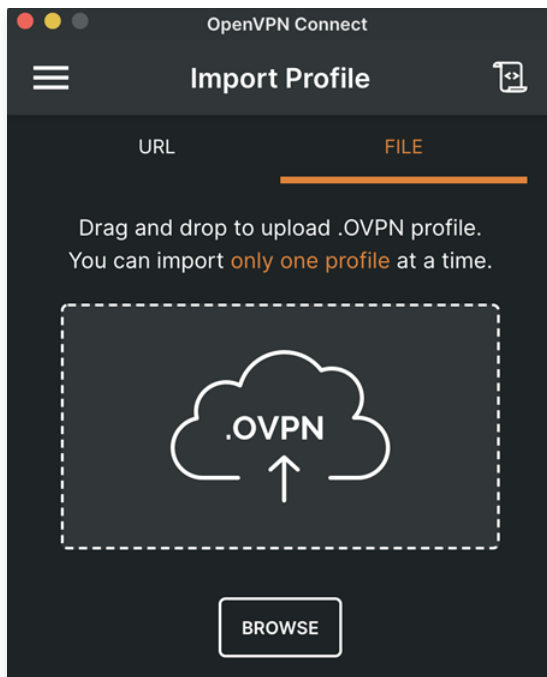 OpenVPN Connect
Import Profile
URL
FILE
Drag and drop to upload .OVPN profile.
You can import only one profile at a time.
.OVPN
BROWSE